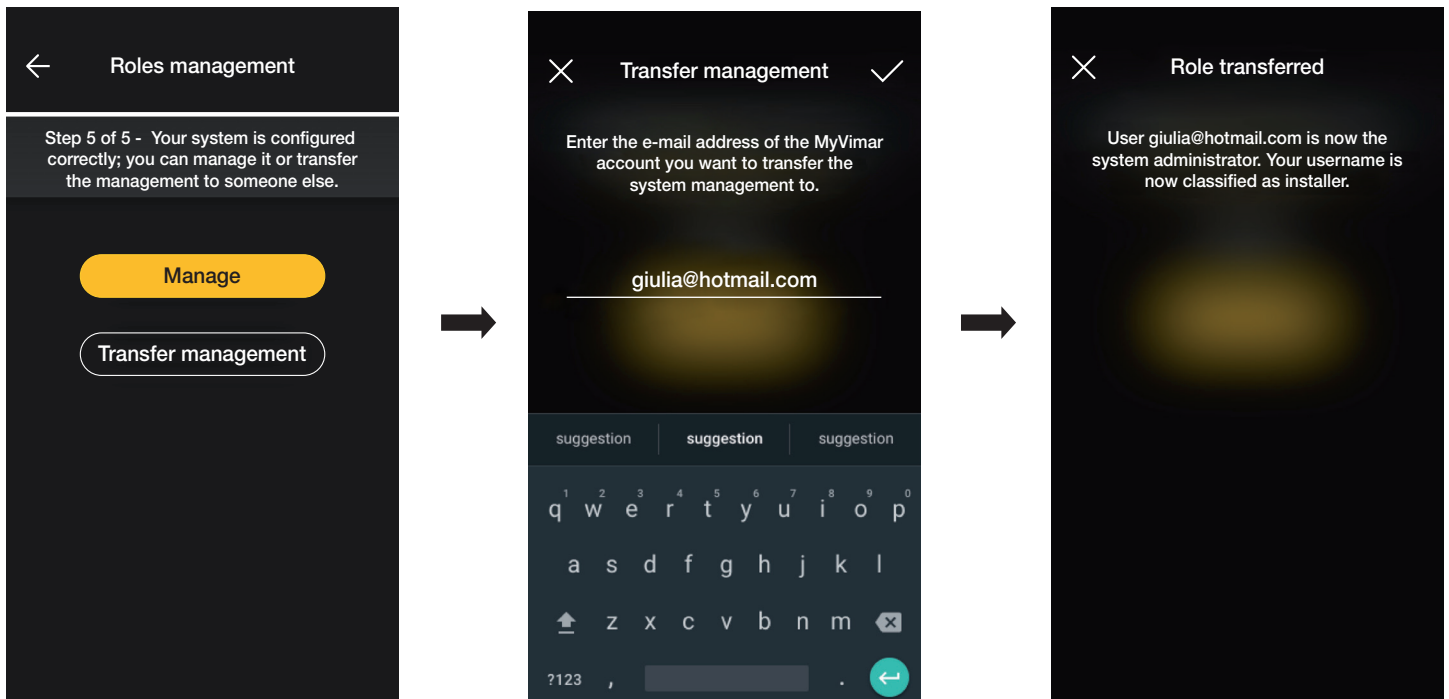 Roles management
Step 5 of 5 - Your system is configured
correctly; you can manage it or transfer
the management to someone else.
Manage
Transfer management
Transfer management
Enter the e-mail address of the MyVimar
account you want to transfer the
system management to.
giulia@hotmail.com
suggestion suggestion suggestion
1 2 3 4 5 6 7 8 9 0
q w e r t y u i o p
a s d f g h j k l
z x c v b n m
?123 , .
Role transferred
User giulia@hotmail.com is now the
system administrator. Your username is
now classified as installer.